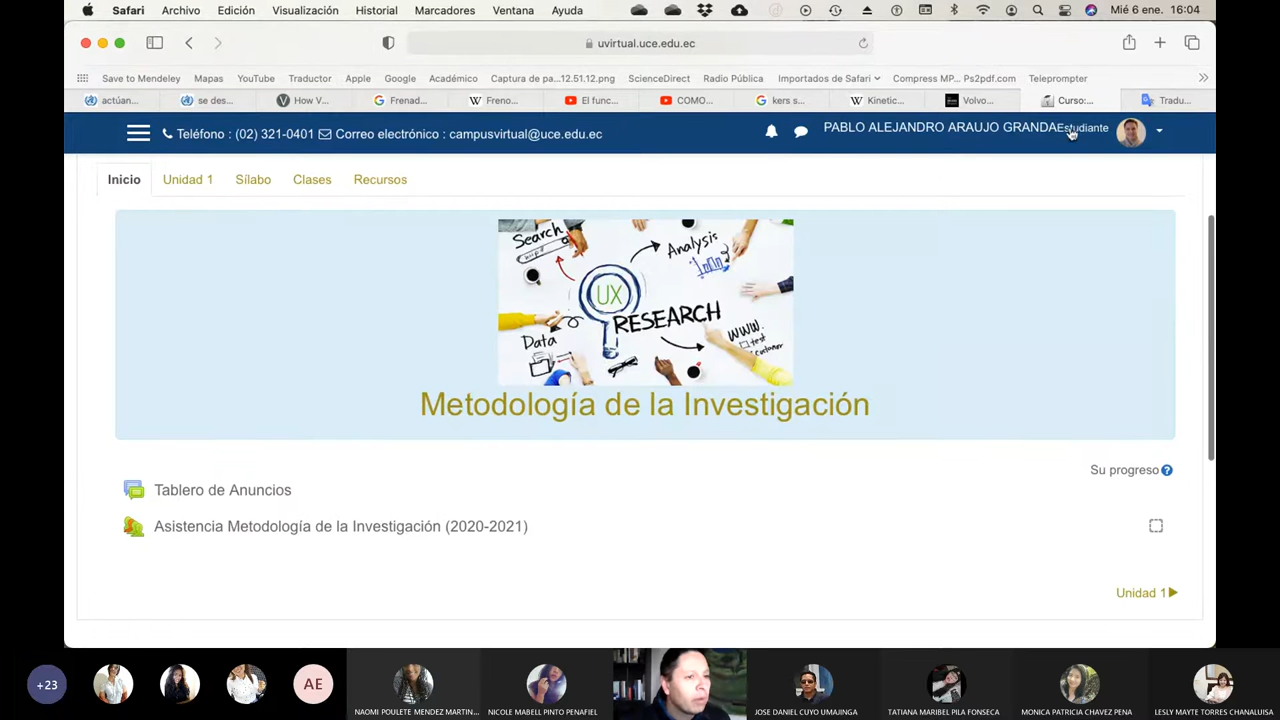 Safari Archivo Edición Visualización Historial Marcadores Ventana Ayuda Mié 6 ene. 16:04
uvirtual.uce.edu.ec
Save to Mendeley Mapas YouTube Traductor Apple Google Académico Captura de pa...12.51.12.png ScienceDirect Radio Pública Importados de Safari Compress MP... Ps2pdf.com Teleprompter
actúan... se des... How V... Frenad... Freno... El func... COMO... kers s... Kinetic... Volvo... Curso:... Tradu...
Teléfono : (02) 321-0401 Correo electrónico : campusvirtual@uce.edu.ec PABLO ALEJANDRO ARAUJO GRANDAEstudiante
Inicio Unidad 1 Sílabo Clases Recursos
Search
Analysis
UX
RESEARCH
Data
WWW.
test
customer
Metodología de la Investigación
Su progreso
Tablero de Anuncios
Asistencia Metodología de la Investigación (2020-2021)
Unidad 1
+23 AE
NAOMI POULETE MENDEZ MARTIN... NICOLE MABELL PINTO PENAFIEL JOSE DANIEL CUYO UMAJINGA TATIANA MARIBEL PILA FONSECA MONICA PATRICIA CHAVEZ PENA LESLY MAYTE TORRES CHANALUISA